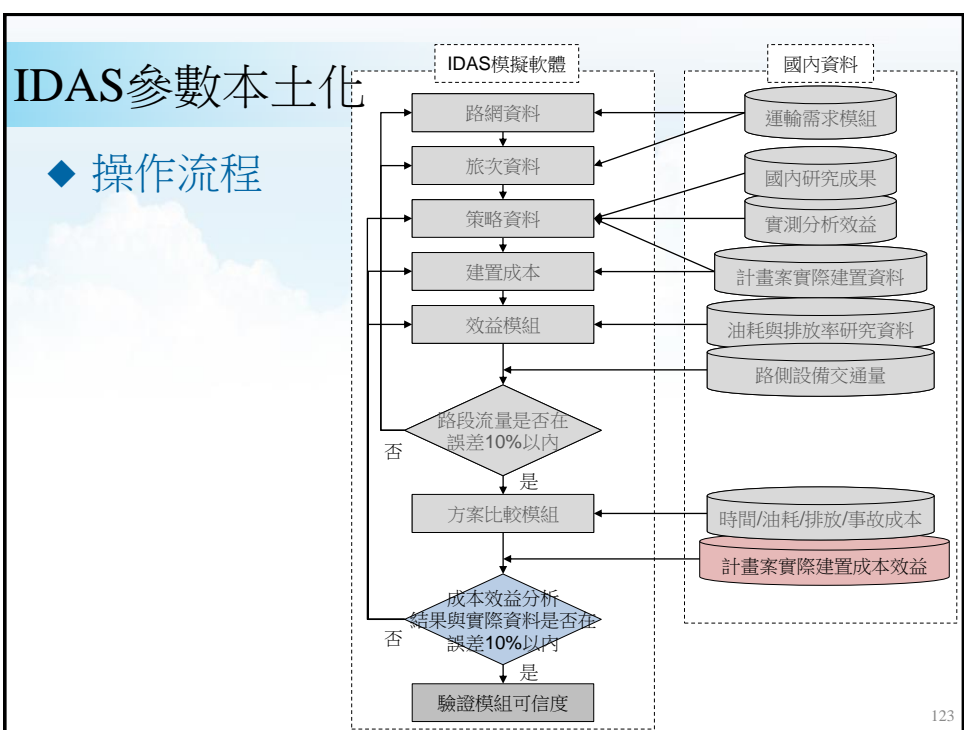 IDAS參數本土化
◆ 操作流程
IDAS模擬軟體
路網資料
旅次資料
策略資料
建置成本
效益模組
路段流量是否在
誤差10%以內
否
是
方案比較模組
成本效益分析
結果與實際資料是否在
誤差10%以內
否
是
驗證模組可信度
國內資料
運輸需求模組
國內研究成果
實測分析效益
計畫案實際建置資料
油耗與排放率研究資料
路側設備交通量
時間/油耗/排放/事故成本
計畫案實際建置成本效益
123